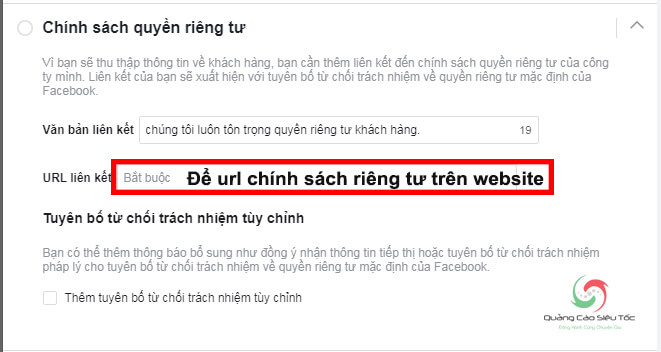 Chính sách quyền riêng tư
Vì bạn sẽ thu thập thông tin về khách hàng, bạn cần thêm liên kết đến chính sách quyền riêng tư của công
ty mình. Liên kết của bạn sẽ xuất hiện với tuyên bố từ chối trách nhiệm về quyền riêng tư mặc định của
Facebook.
Văn bản liên kết chúng tôi luôn tôn trọng quyền riêng tư khách hàng. 19
URL liên kết Bắt buộc Để url chính sách riêng tư trên website
Tuyên bố từ chối trách nhiệm tùy chỉnh
Bạn có thể thêm thông báo bổ sung như đồng ý nhận thông tin tiếp thị hoặc tuyên bố từ chối trách nhiệm
pháp lý cho tuyên bố từ chối trách nhiệm về quyền riêng tư mặc định của Facebook.
Thêm tuyên bố từ chối trách nhiệm tùy chỉnh
Quảng Cáo Siêu Tốc
Đồng Hành Cùng Chuyên Gia